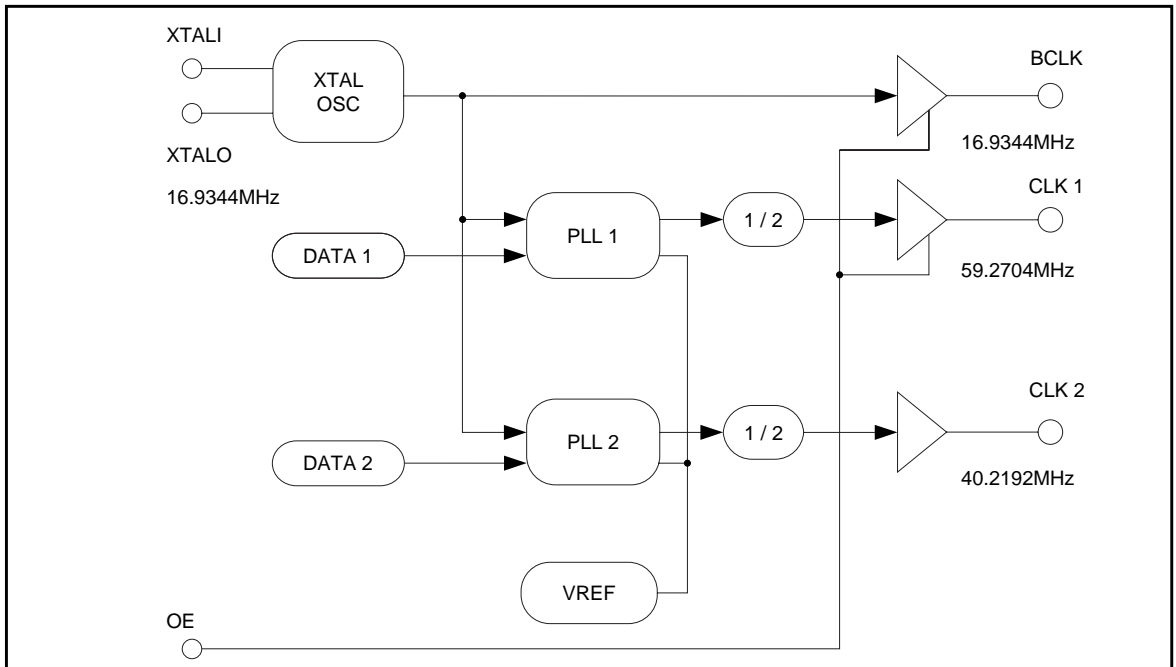 XTALI
XTAL
OSC
BCLK
XTALO
16.9344MHz
16.9344MHz
CLK 1
PLL 1
1 / 2
DATA 1
59.2704MHz
CLK 2
PLL 2
1 / 2
DATA 2
40.2192MHz
VREF
OE